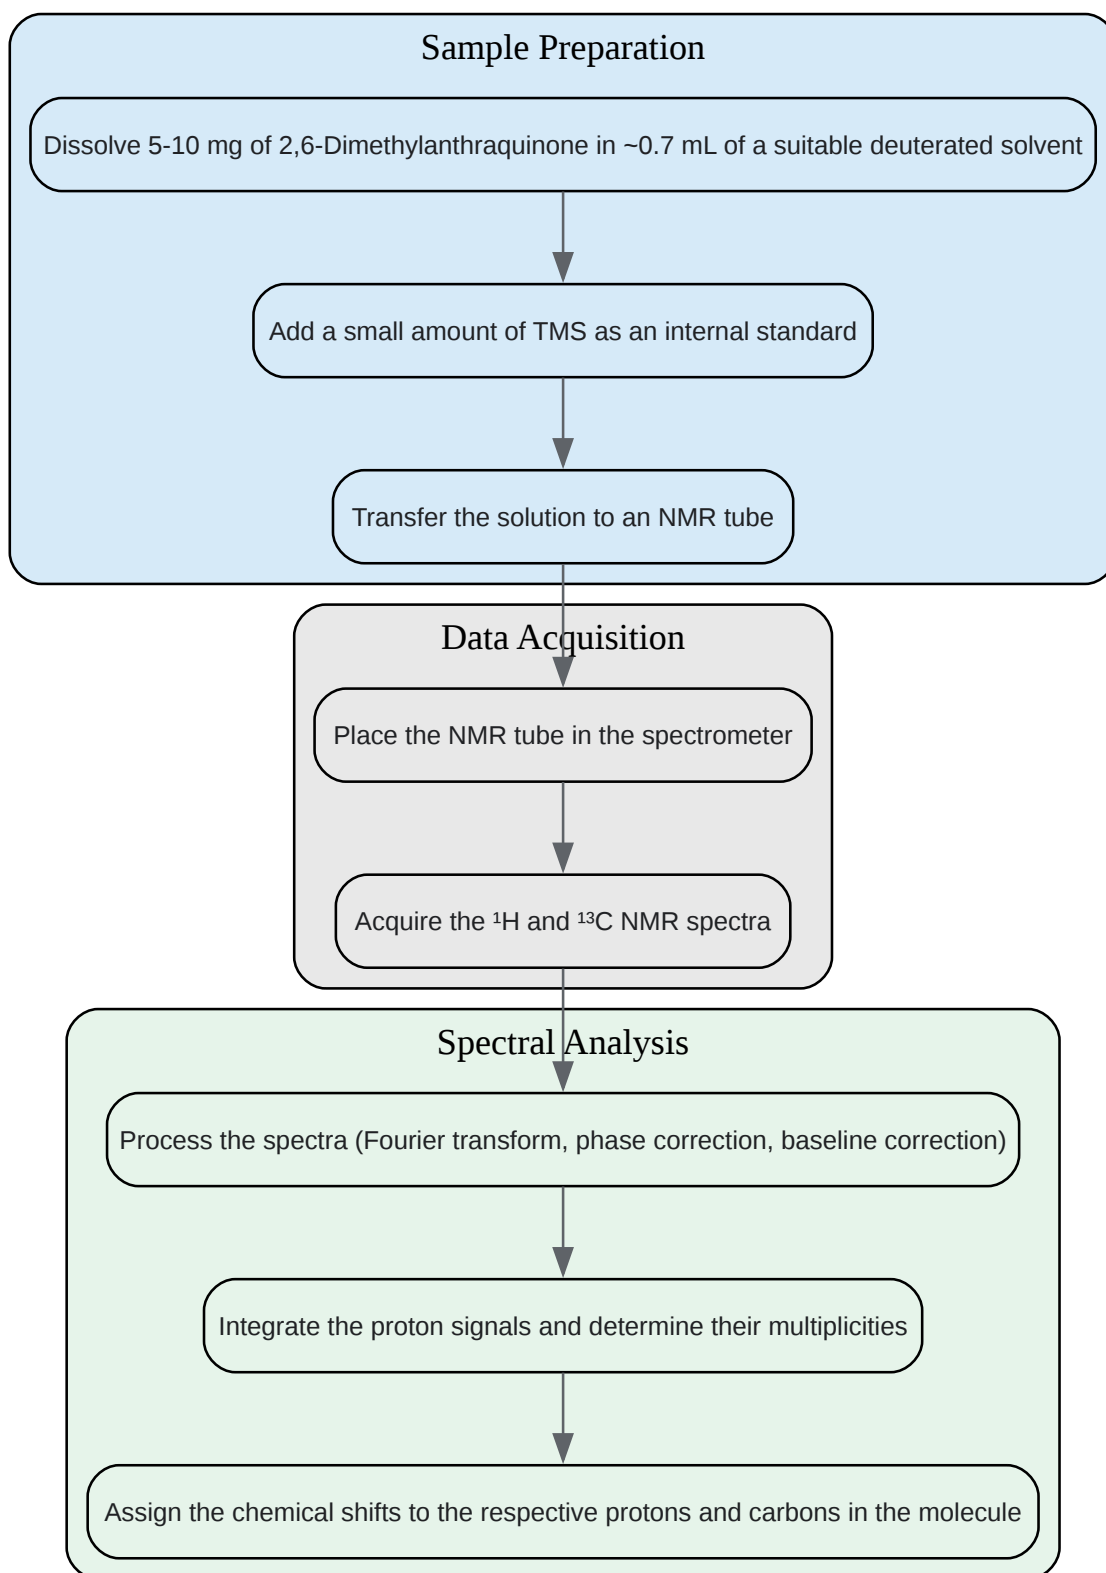 Sample Preparation
Dissolve 5-10 mg of 2,6-Dimethylanthraquinone in ~0.7 mL of a suitable deuterated solvent
Add a small amount of TMS as an internal standard
Transfer the solution to an NMR tube
Data Acquisition
Place the NMR tube in the spectrometer
Acquire the ¹H and ¹³C NMR spectra
Spectral Analysis
Process the spectra (Fourier transform, phase correction, baseline correction)
Integrate the proton signals and determine their multiplicities
Assign the chemical shifts to the respective protons and carbons in the molecule